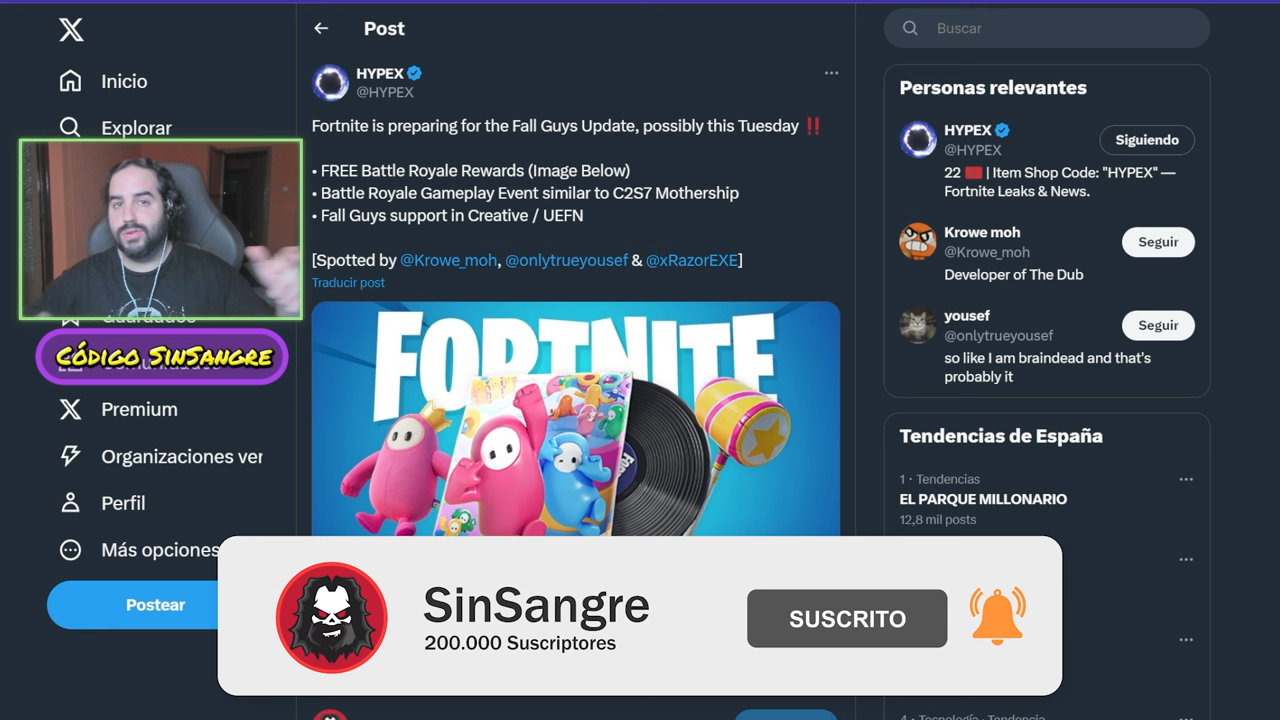 Inicio
Explorar
CÓDIGO SINSANGRE
Premium
Organizaciones ver
Perfil
Más opciones
Postear
Post
HYPEX
@HYPEX
Fortnite is preparing for the Fall Guys Update, possibly this Tuesday ‼️
• FREE Battle Royale Rewards (Image Below)
• Battle Royale Gameplay Event similar to C2S7 Mothership
• Fall Guys support in Creative / UEFN
[Spotted by @Krowe_moh, @onlytrueyousef & @xRazorEXE]
Traducir post
FORTNITE
SinSangre
200.000 Suscriptores
SUSCRITO
Buscar
Personas relevantes
HYPEX
@HYPEX
Siguiendo
22 🟥 | Item Shop Code: "HYPEX" —
Fortnite Leaks & News.
Krowe moh
@Krowe_moh
Seguir
Developer of The Dub
yousef
@onlytrueyousef
Seguir
so like I am braindead and that's
probably it
Tendencias de España
1 · Tendencias
EL PARQUE MILLONARIO
12,8 mil posts